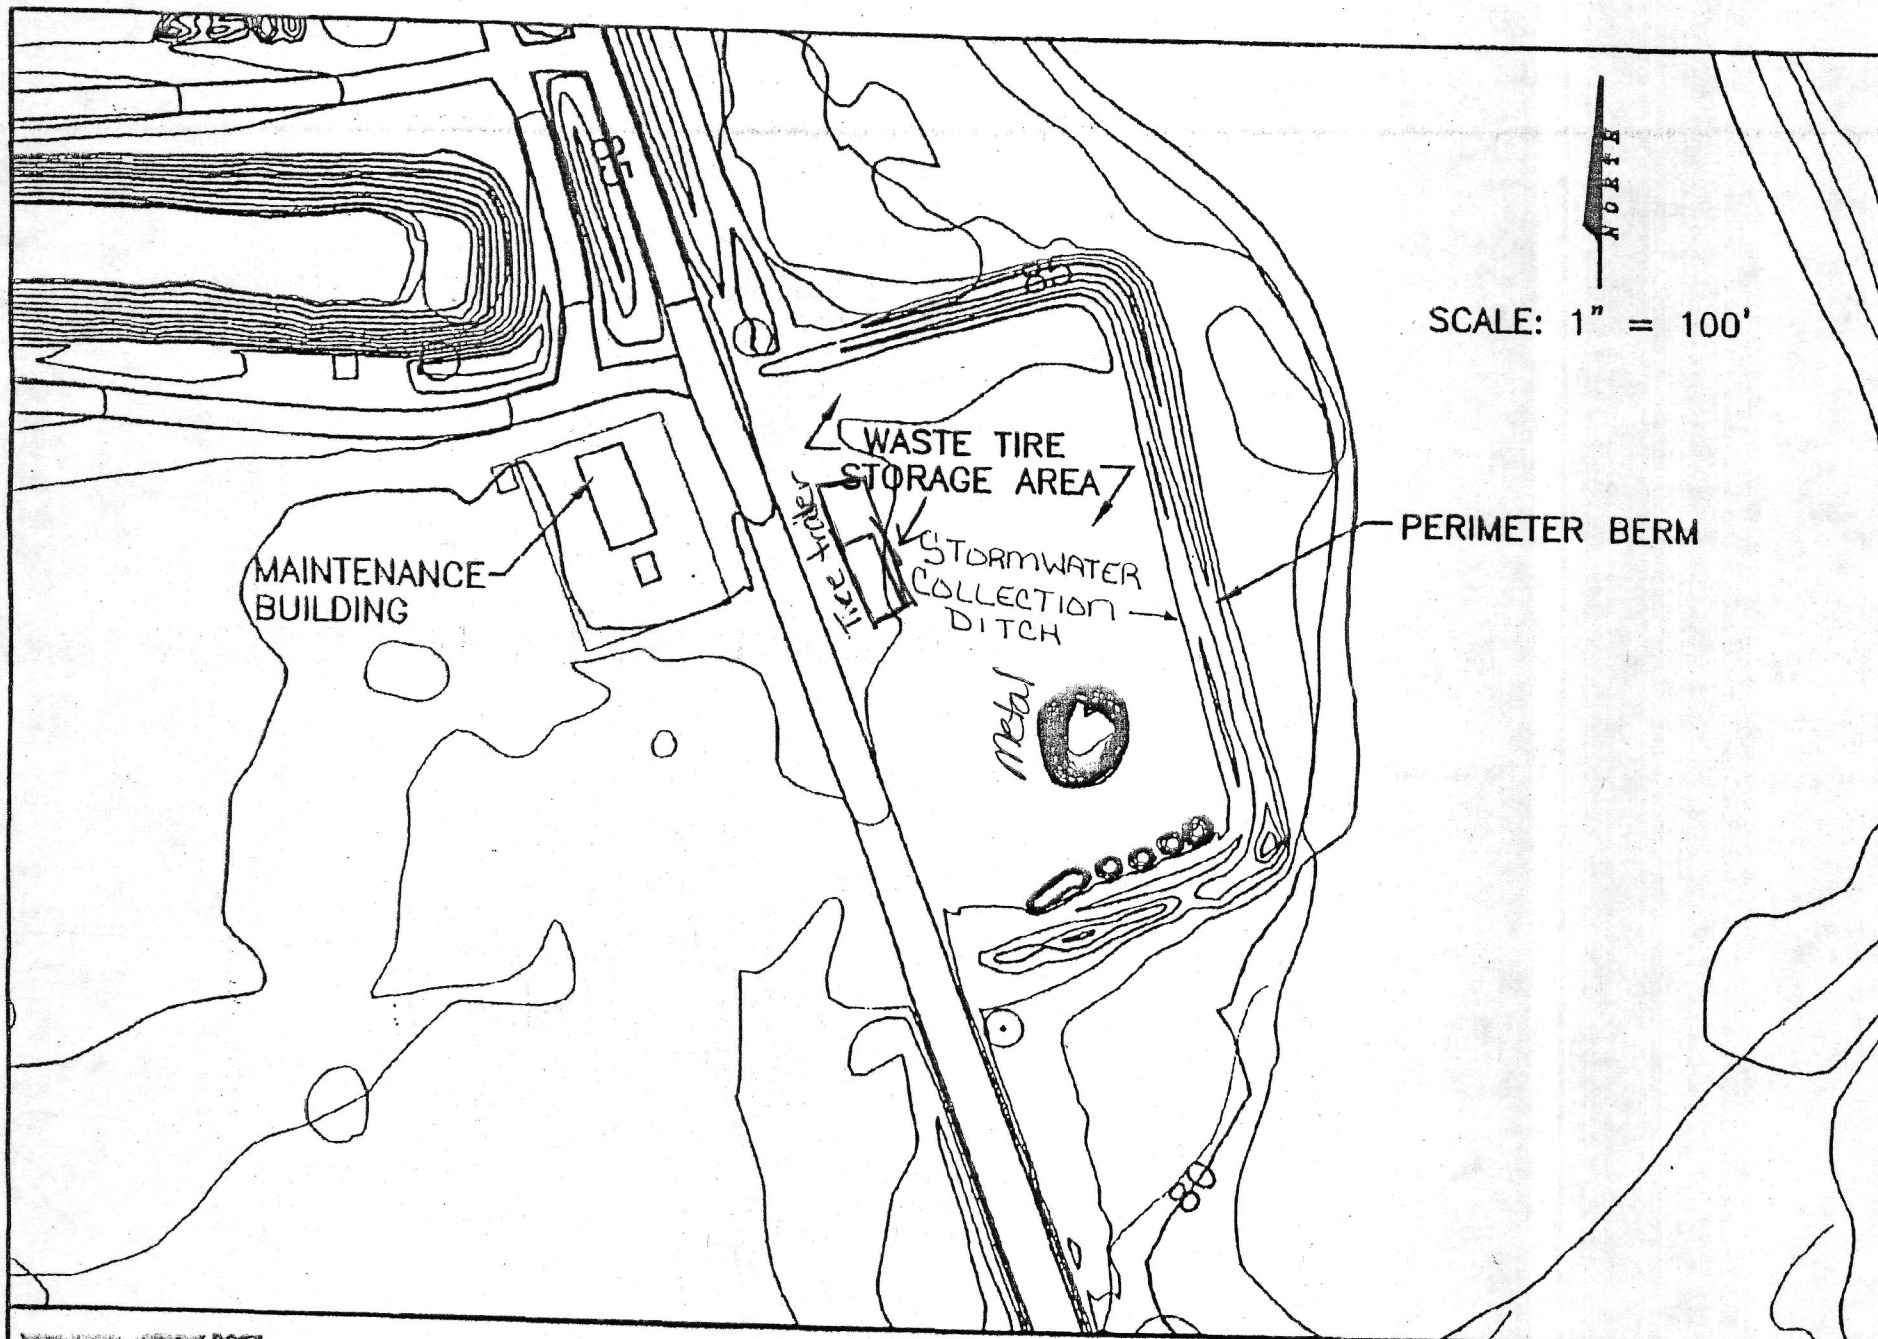 85
85
NORTH
SCALE: 1" = 100'
WASTE TIRE
STORAGE AREA
Tire trailer
STORMWATER
COLLECTION
DITCH
PERIMETER BERM
MAINTENANCE
BUILDING
Metal
80